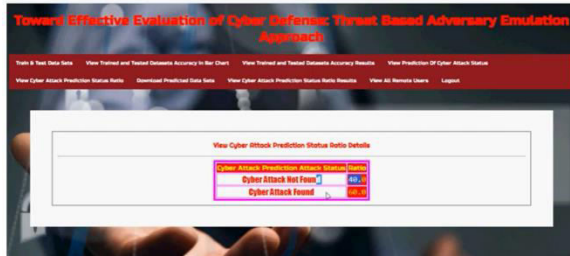 Toward Effective Evaluation of Cyber Defense: Threat Based Adversary Emulation
Approach
Train & Test Data Sets View Trained and Tested Datasets Accuracy in Bar Chart View Trained and Tested Datasets Accuracy Results View Prediction Of Cyber Attack Status
View Cyber Attack Prediction Status Ratio Download Predicted Data Sets View Cyber Attack Prediction Status Ratio Results View All Remote Users Logout
View Cyber Attack Prediction Status Ratio Details
Cyber Attack Prediction Attack Status Ratio
Cyber Attack Not Found 40.0
Cyber Attack Found 60.0